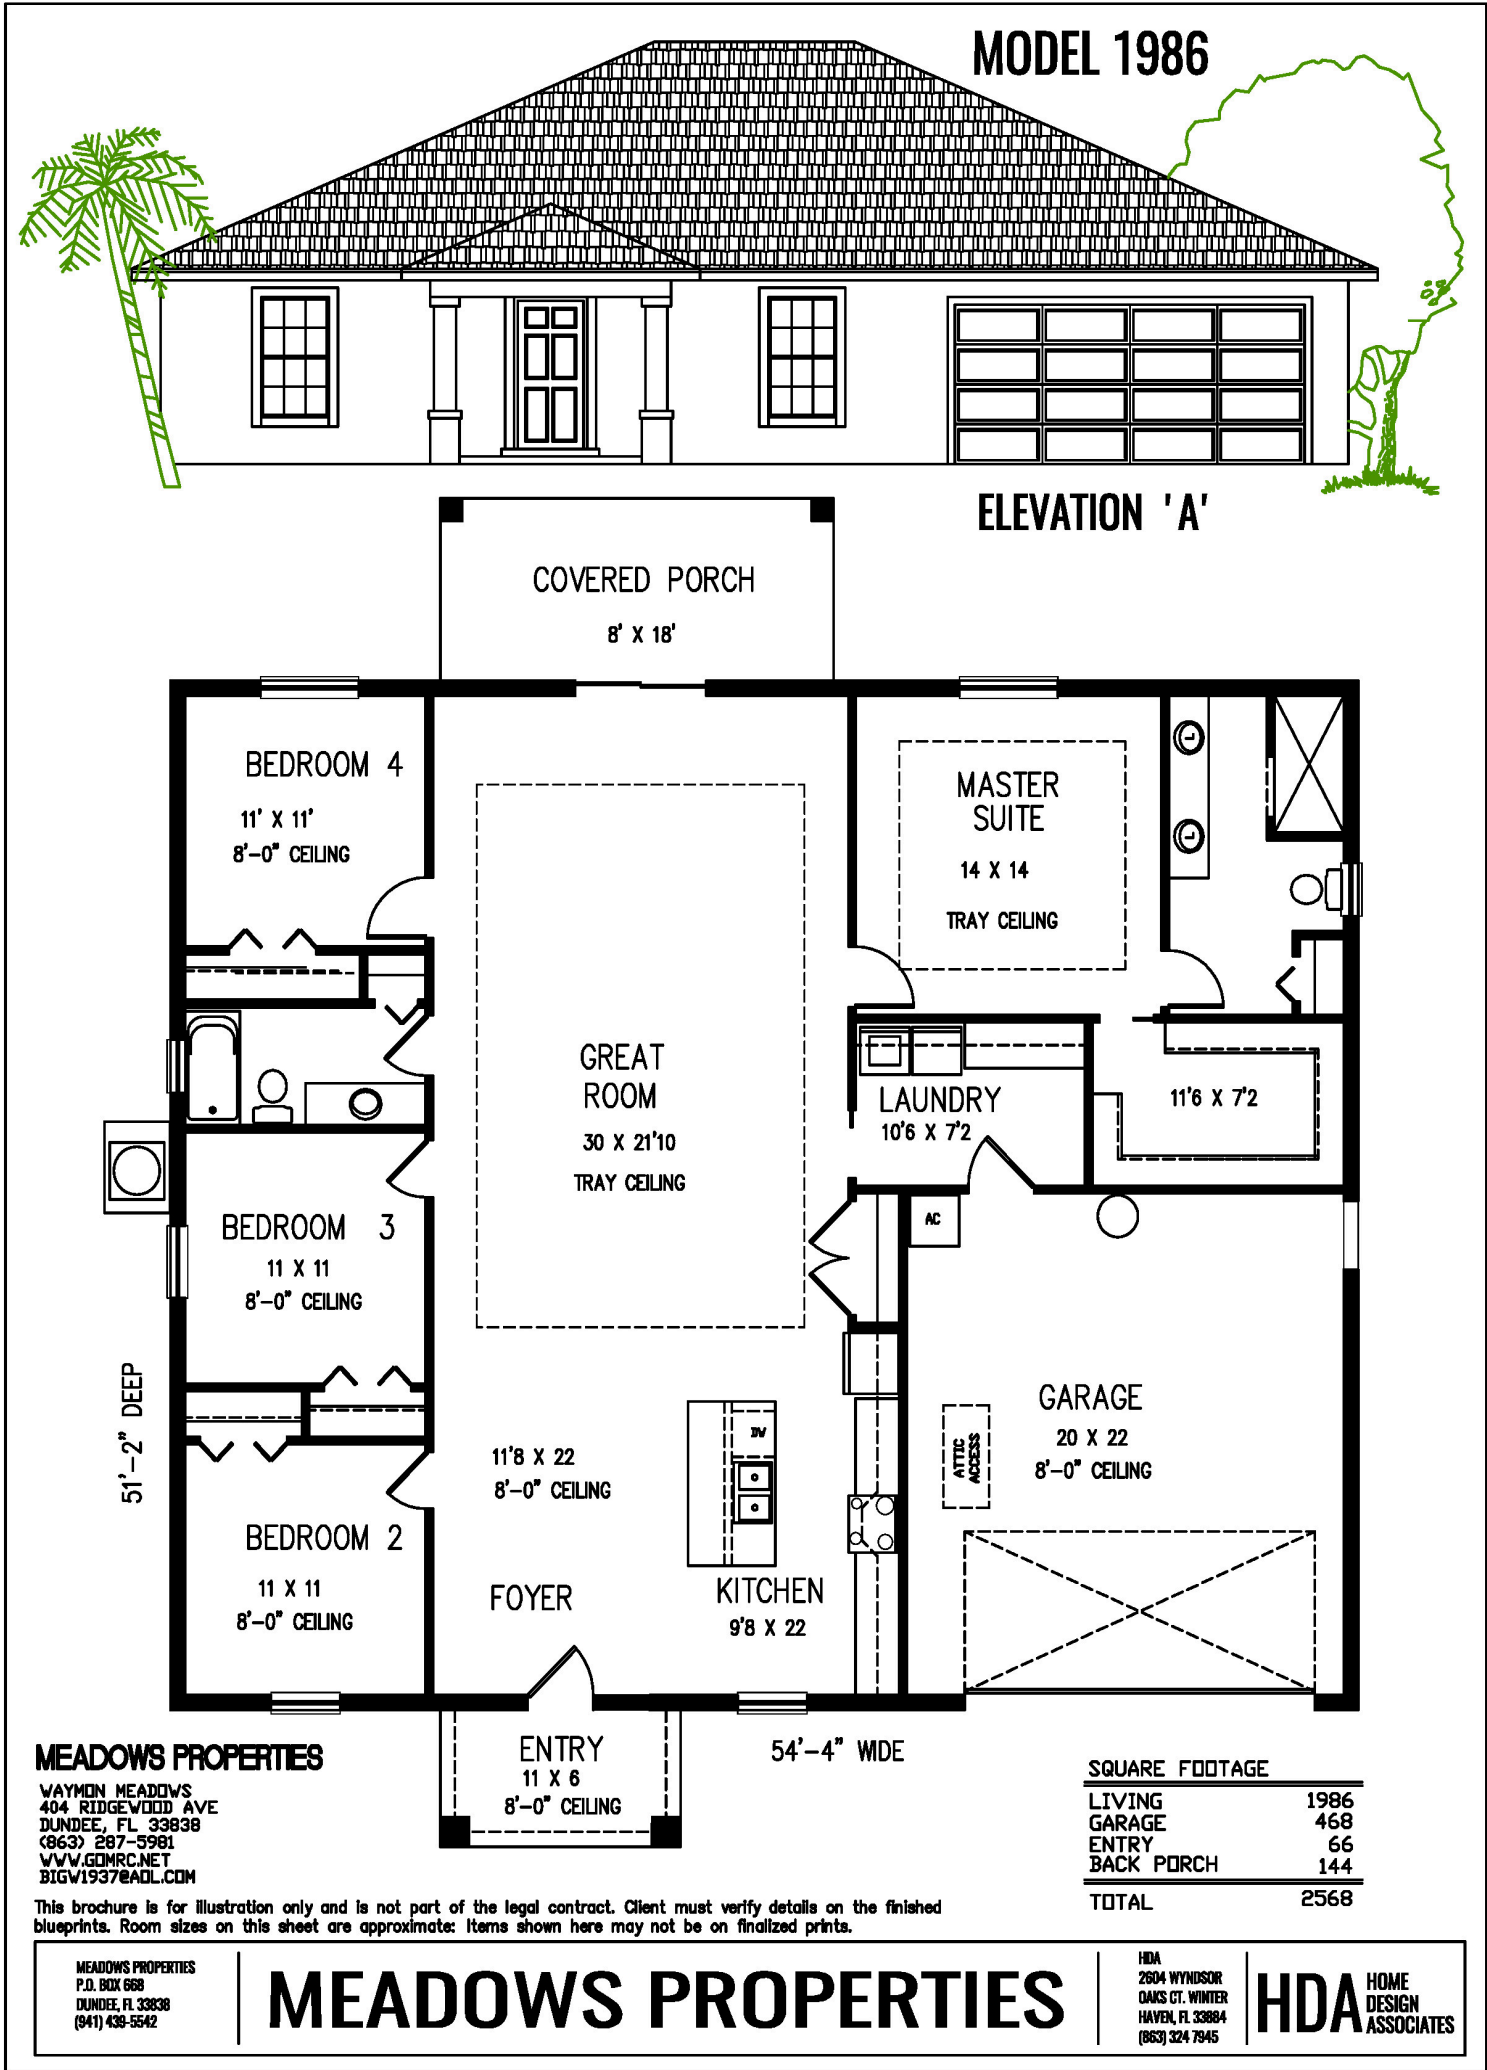 MODEL 1986
ELEVATION 'A'
COVERED PORCH
8' X 18'
BEDROOM 4
11' X 11'
8'-0" CEILING
MASTER
SUITE
14 X 14
TRAY CEILING
L
L
GREAT
ROOM
30 X 21'10
TRAY CEILING
LAUNDRY
10'6 X 7'2
11'6 X 7'2
AC
BEDROOM 3
11 X 11
8'-0" CEILING
51'-2" DEEP
11'8 X 22
8'-0" CEILING
DW
ATTIC
ACCESS
GARAGE
20 X 22
8'-0" CEILING
BEDROOM 2
11 X 11
8'-0" CEILING
FOYER
KITCHEN
9'8 X 22
ENTRY
11 X 6
8'-0" CEILING
54'-4" WIDE
MEADOWS PROPERTIES
WAYMON MEADOWS
404 RIDGEWOOD AVE
DUNDEE, FL 33838
(863) 287-5981
WWW.GOMRC.NET
BIGW1937@AOL.COM
SQUARE FOOTAGE
LIVING 1986
GARAGE 468
ENTRY 66
BACK PORCH 144
TOTAL 2568
This brochure is for illustration only and is not part of the legal contract. Client must verify details on the finished
blueprints. Room sizes on this sheet are approximate: Items shown here may not be on finalized prints.
MEADOWS PROPERTIES
P.O. BOX 668
DUNDEE, FL 33838
(941) 439-5542
MEADOWS PROPERTIES
HDA
2604 WYNDSOR
OAKS CT. WINTER
HAVEN, FL 33884
(863) 324 7945
HDA
HOME
DESIGN
ASSOCIATES